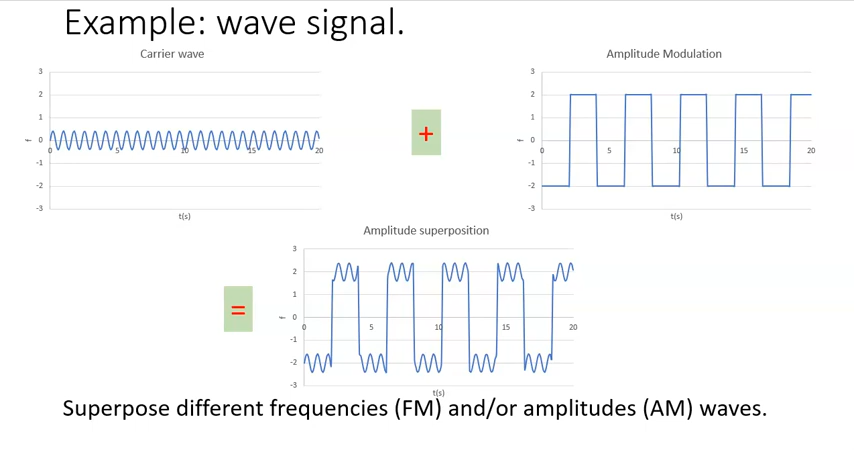 Example: wave signal.
Carrier wave
3
2
1
0
-1
-2
-3
f
0 5 10 15 20
t(s)
+
Amplitude Modulation
3
2
1
0
-1
-2
-3
f
0 5 10 15 20
t(s)
Amplitude superposition
=
3
2
1
0
-1
-2
-3
f
0 5 10 15 20
t(s)
Superpose different frequencies (FM) and/or amplitudes (AM) waves.